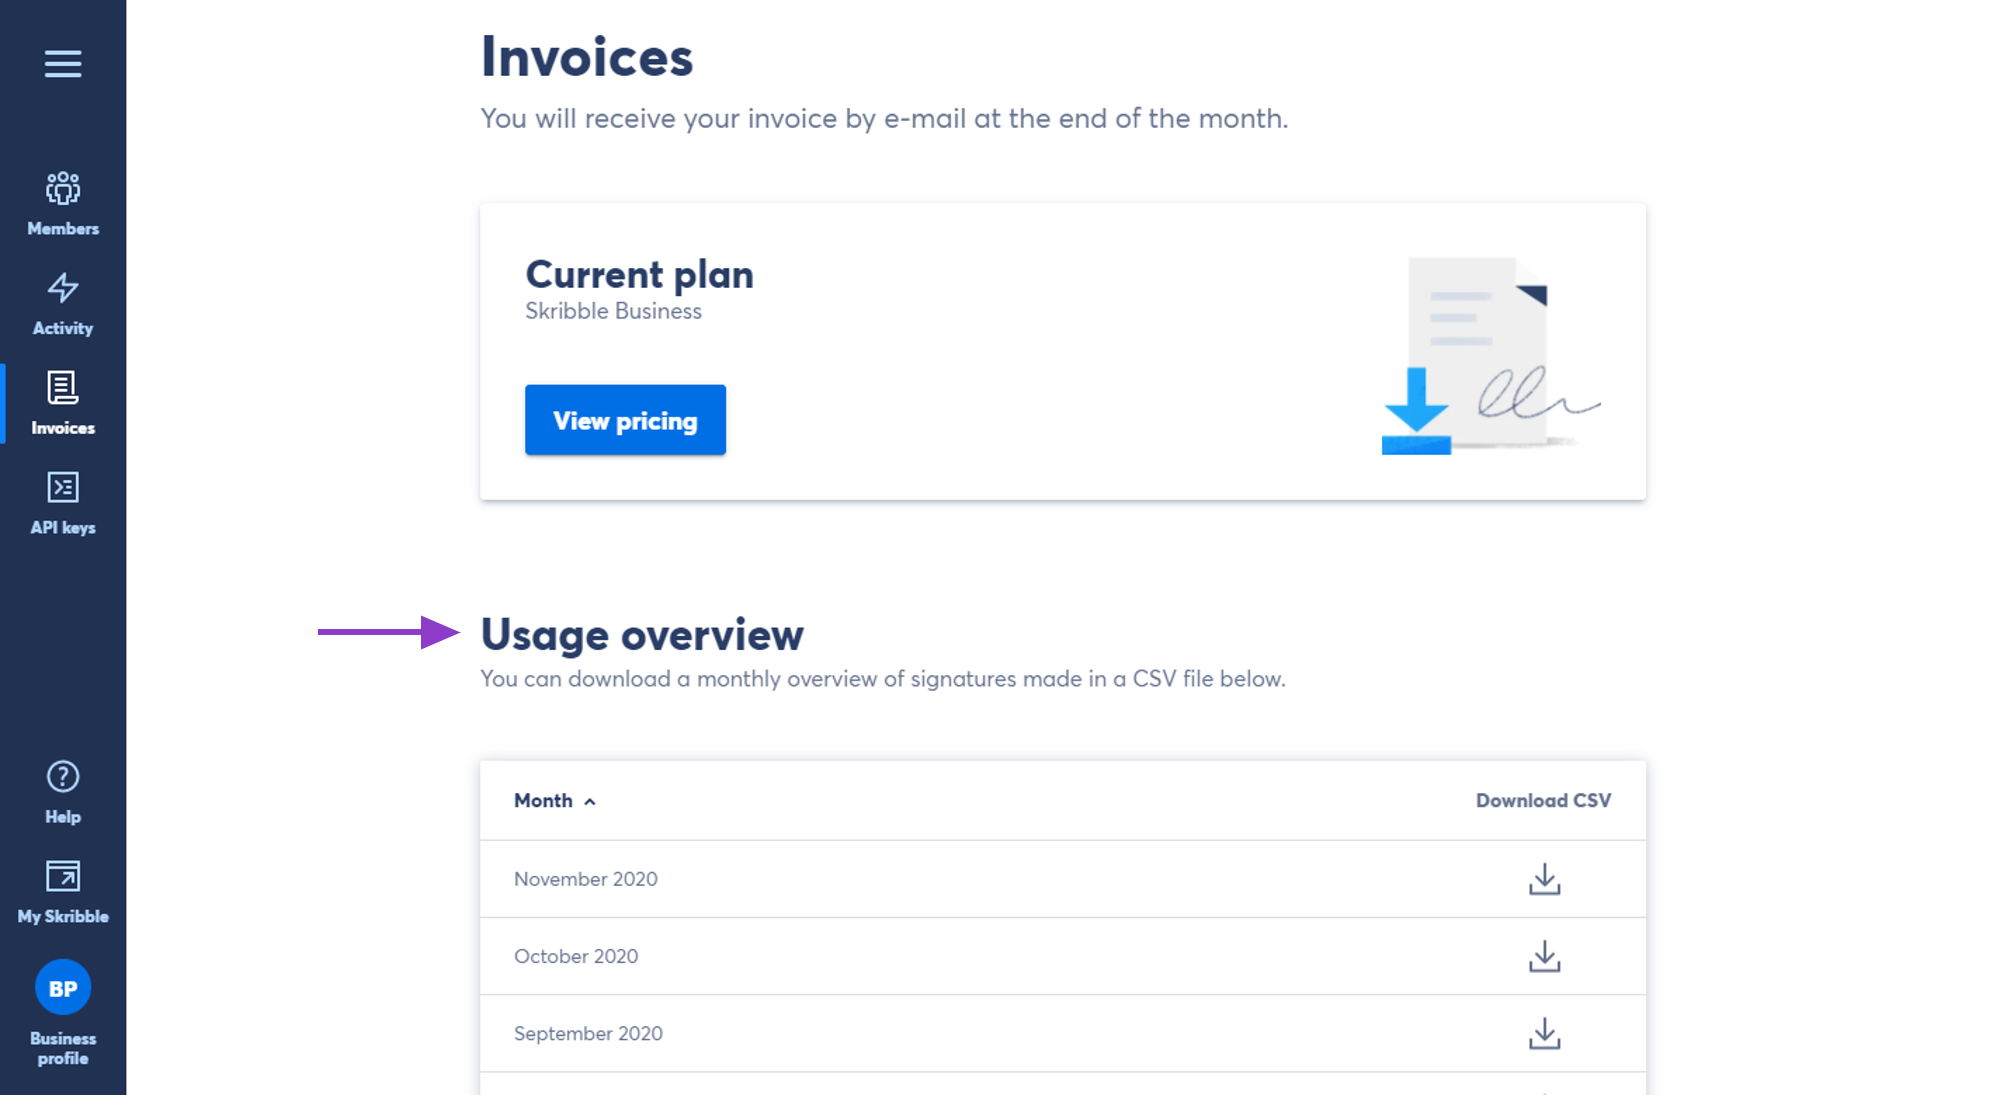 Members
Activity
Invoices
API keys
Help
My Skribble
BP
Business
profile
Invoices
You will receive your invoice by e-mail at the end of the month.
Current plan
Skribble Business
View pricing
Usage overview
You can download a monthly overview of signatures made in a CSV file below.
Month Download CSV
November 2020
October 2020
September 2020